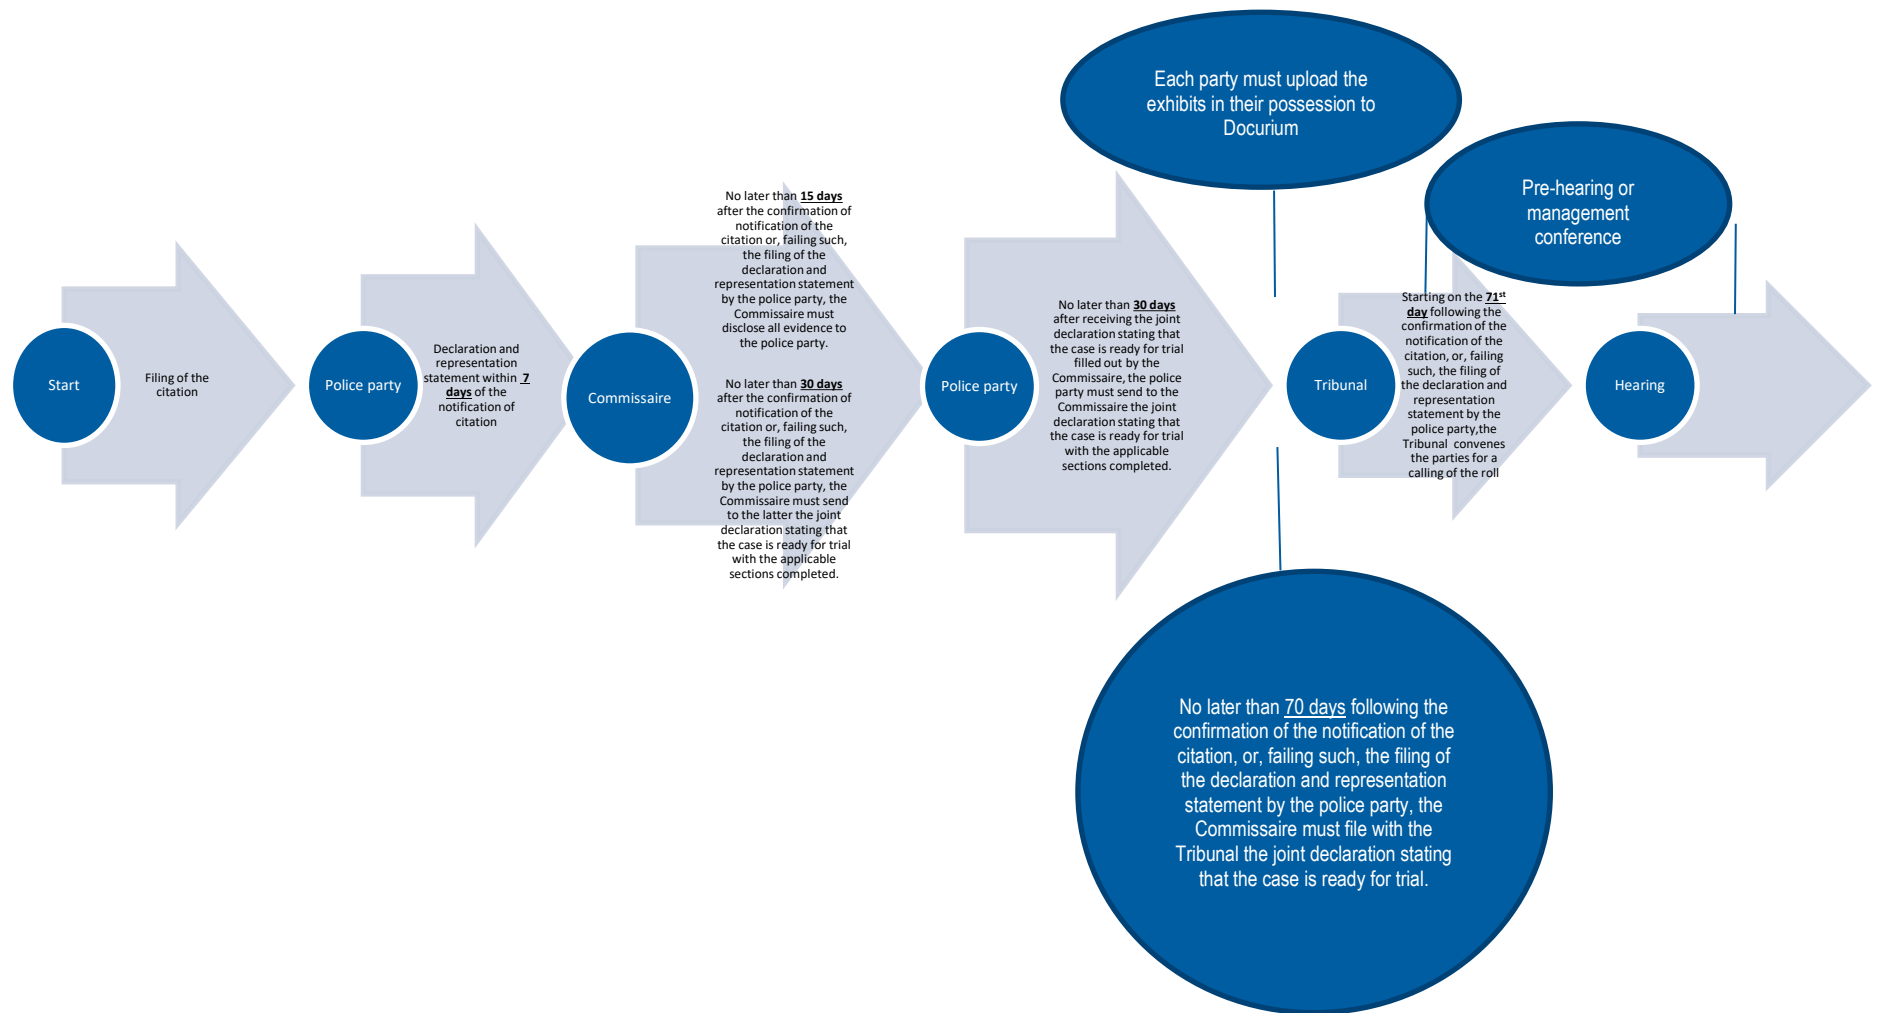 Each party must upload the
exhibits in their possession to
Docurium
Pre-hearing or
management
conference
Start
Filing of the
citation
Police party
Declaration and
representation
statement within 7
days of the
notification of
citation
Commissaire
No later than 15 days
after the confirmation of
notification of the
citation or, failing such,
the filing of the
declaration and
representation statement
by the police party, the
Commissaire must
disclose all evidence to
the police party.
No later than 30 days
after the confirmation of
notification of the
citation or, failing such,
the filing of the
declaration and
representation statement
by the police party, the
Commissaire must send
to the latter the joint
declaration stating that
the case is ready for trial
with the applicable
sections completed.
Police party
No later than 30 days
after receiving the joint
declaration stating that
the case is ready for trial
filled out by the
Commissaire, the police
party must send to the
Commissaire the joint
declaration stating that
the case is ready for trial
with the applicable
sections completed.
Tribunal
Starting on the 71st
day following the
confirmation of the
notification of the
citation, or, failing
such, the filing of
the declaration and
representation
statement by the
police party,the
Tribunal convenes
the parties for a
calling of the roll
Hearing
No later than 70 days following the
confirmation of the notification of the
citation, or, failing such, the filing of
the declaration and representation
statement by the police party, the
Commissaire must file with the
Tribunal the joint declaration stating
that the case is ready for trial.